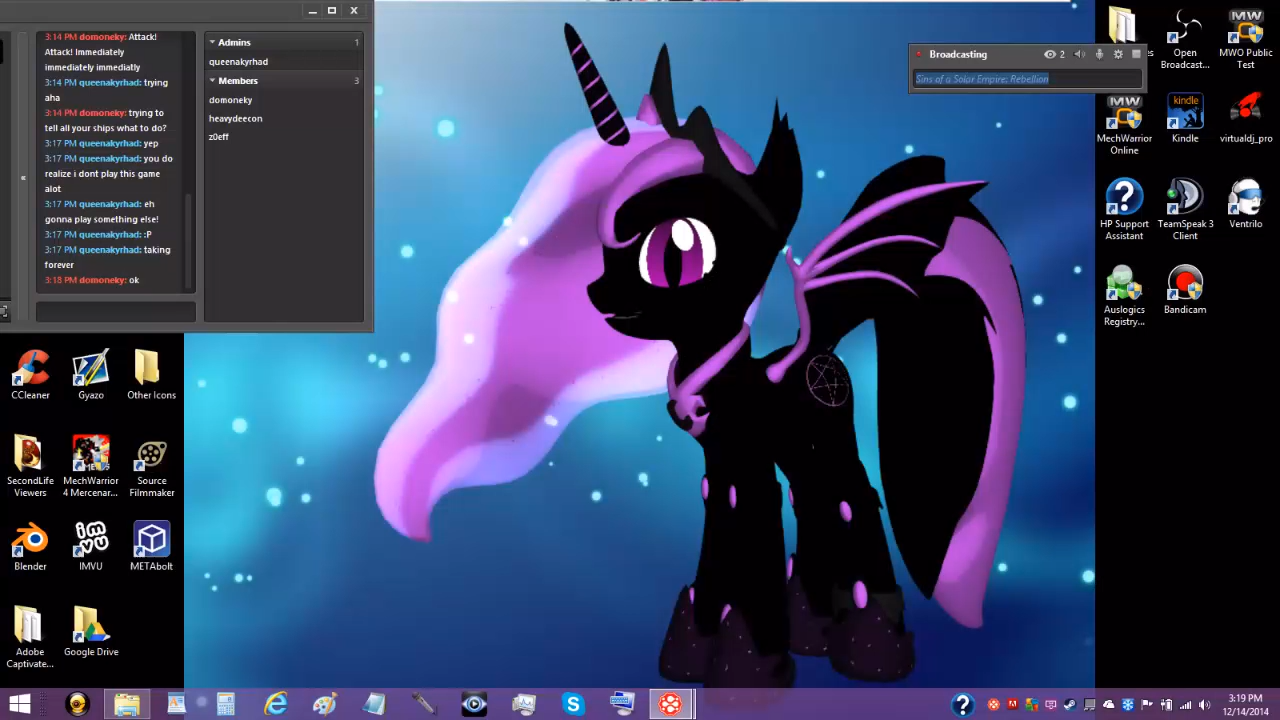 3:14 PM domoneky: Attack!
Attack! Immediately
immediately immediatly
3:14 PM queenakyrhad: trying
aha
3:14 PM domoneky: trying to
tell all your ships what to do?
3:17 PM queenakyrhad: yep
3:17 PM queenakyrhad: you do
realize i dont play this game
alot
3:17 PM queenakyrhad: eh
gonna play something else!
3:17 PM queenakyrhad: :P
3:17 PM queenakyrhad: taking
forever
3:18 PM domoneky: ok
Admins 1
queenakyrhad
Members 3
domoneky
heavydeecon
z0eff
Broadcasting 2
Sins of a Solar Empire: Rebellion
Open
Broadcast...
MWO Public
Test
MechWarrior
Online
Kindle
virtualdj_pro
HP Support
Assistant
TeamSpeak 3
Client
Ventrilo
Auslogics
Registry...
Bandicam
CCleaner
Gyazo
Other Icons
SecondLife
Viewers
MechWarrior
4 Mercenar...
Source
Filmmaker
Blender
IMVU
METAbolt
Adobe
Captivate...
Google Drive
3:19 PM
12/14/2014